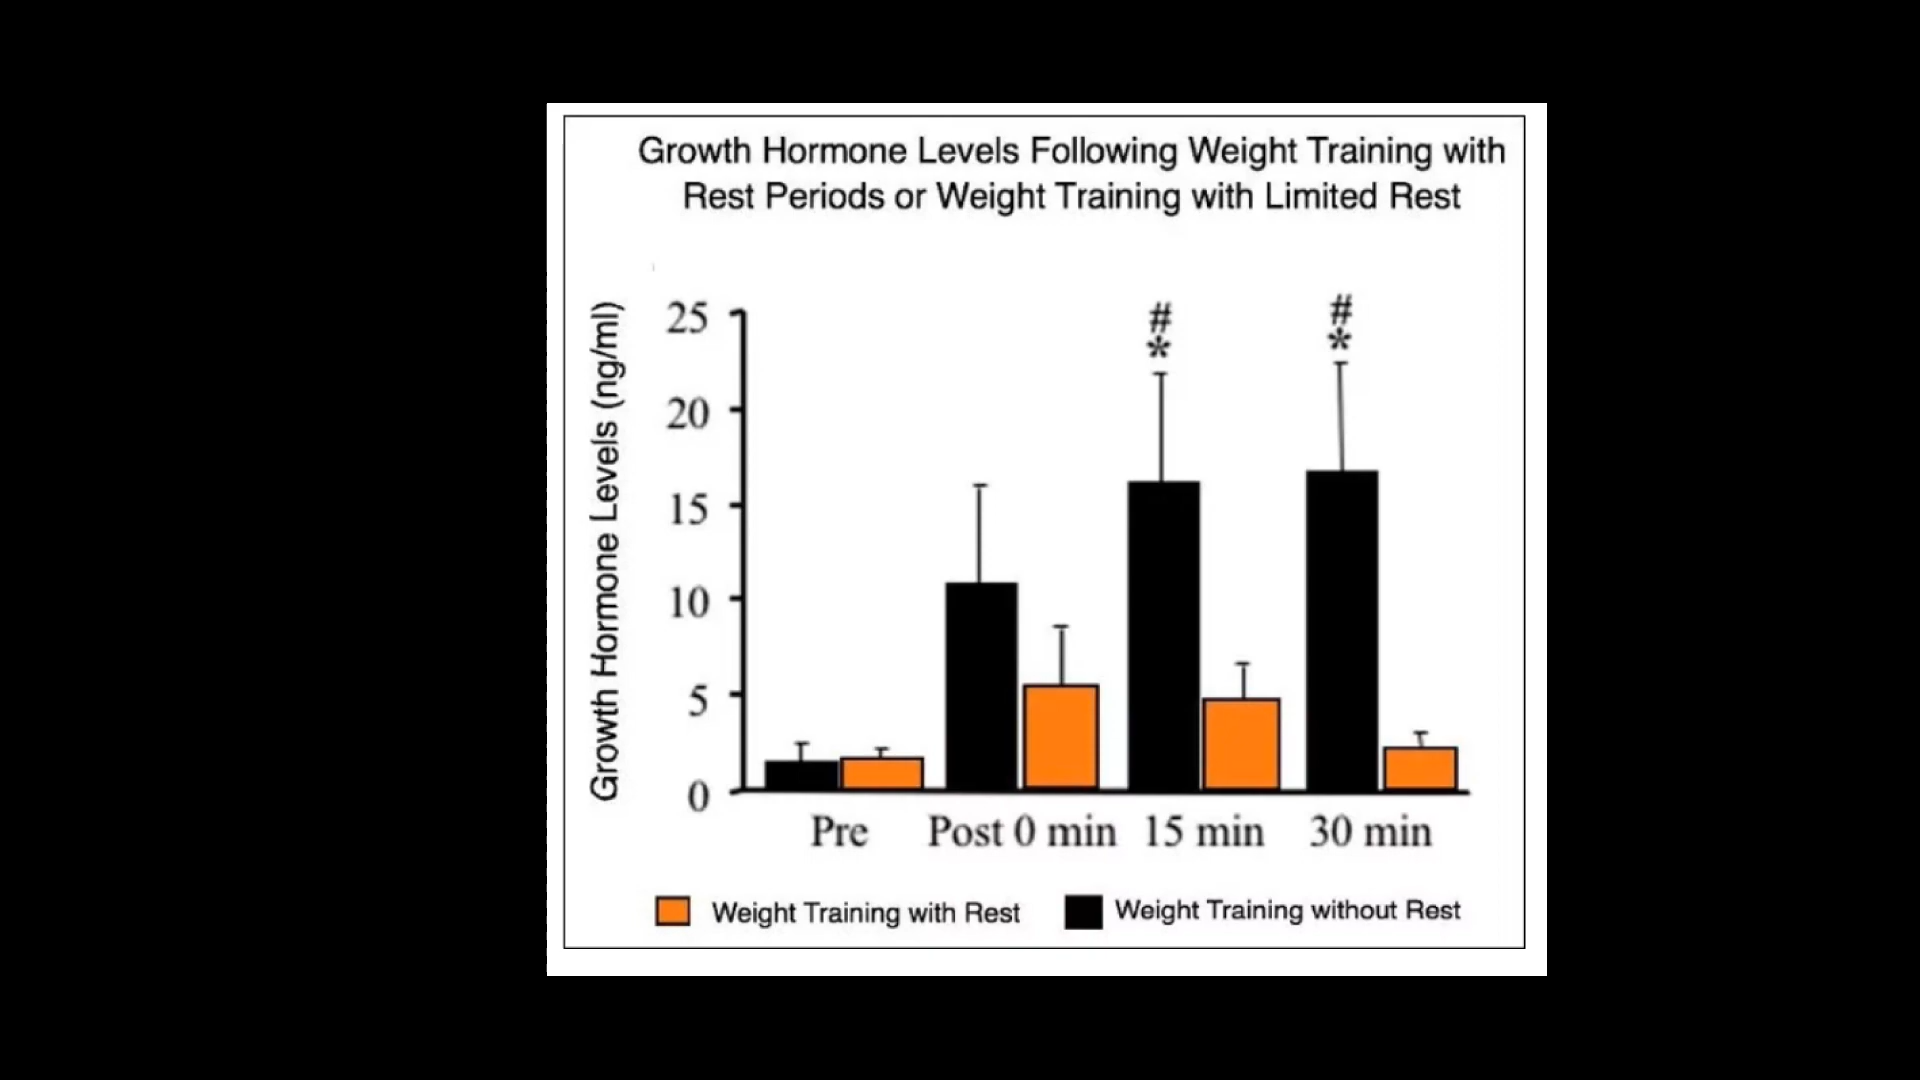 Growth Hormone Levels Following Weight Training with
Rest Periods or Weight Training with Limited Rest
Growth Hormone Levels (ng/ml)
25
20
15
10
5
0
#
*
#
*
Pre
Post 0 min
15 min
30 min
Weight Training with Rest
Weight Training without Rest